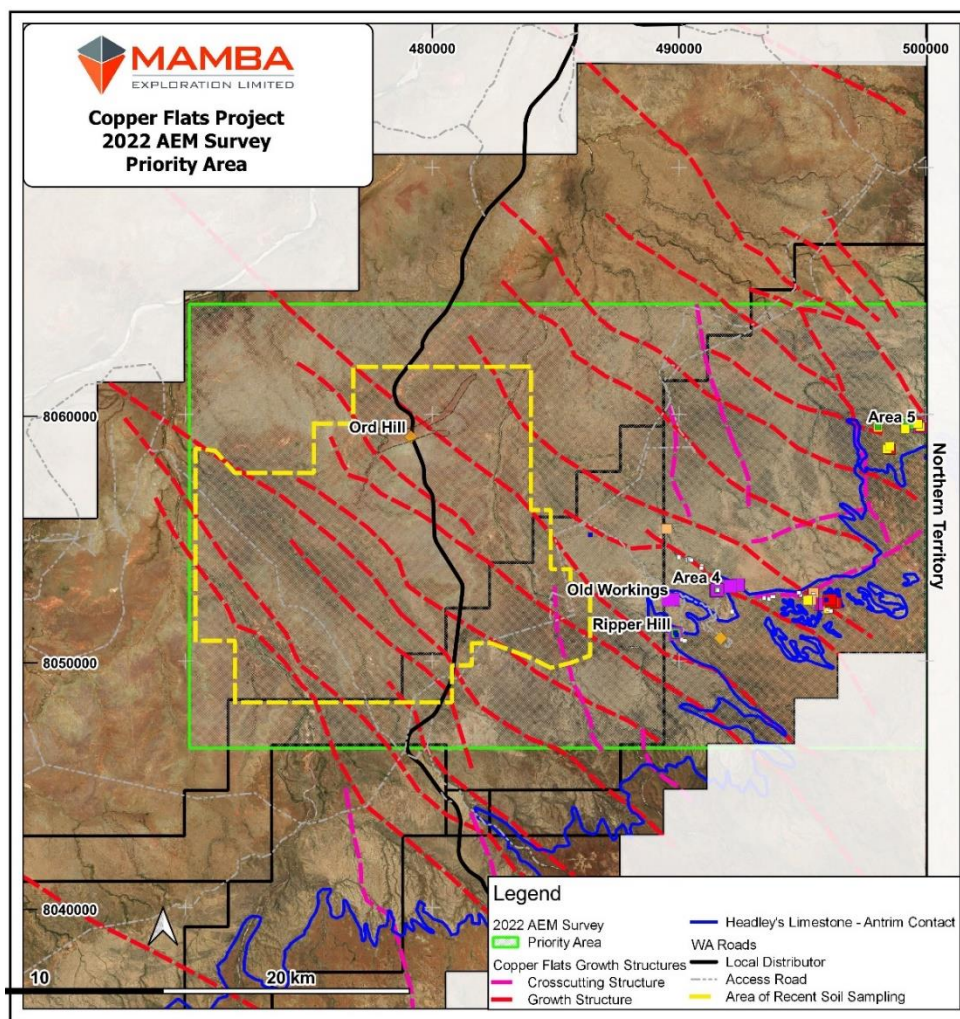 MAMBA
EXPLORATION LIMITED
Copper Flats Project
2022 AEM Survey
Priority Area
480000
490000
500000
8060000
8050000
8040000
Ord Hill
Area 5
Northern Territory
Area 4
Old Workings
Ripper Hill
10
20 km
Legend
2022 AEM Survey
Priority Area
Copper Flats Growth Structures
Crosscutting Structure
Growth Structure
Headley's Limestone - Antrim Contact
WA Roads
Local Distributor
Access Road
Area of Recent Soil Sampling